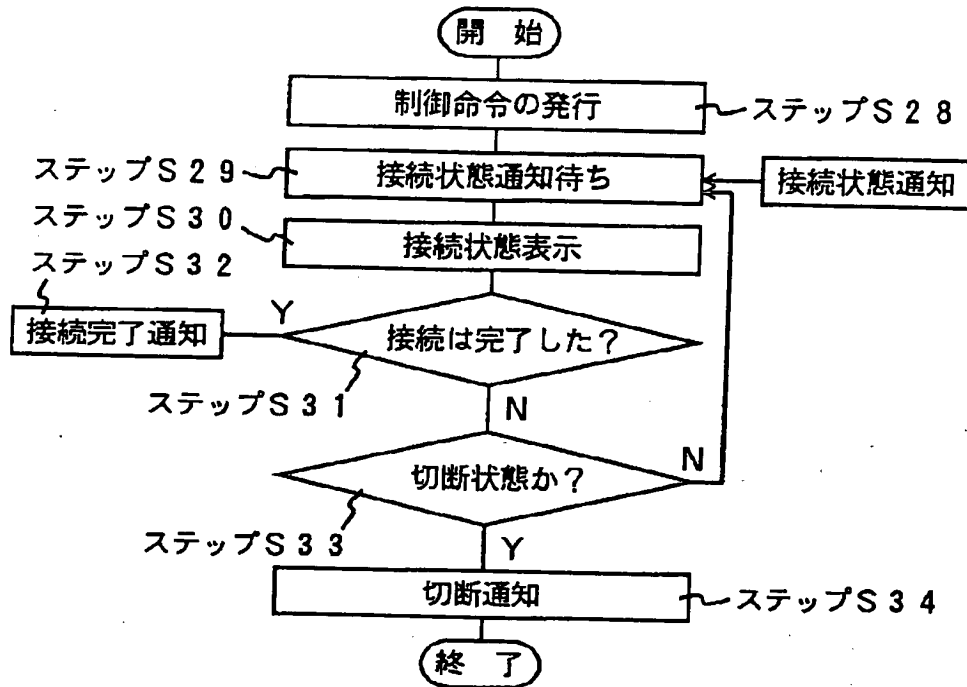 開 始
制御命令の発行
ステップS28
ステップS29
接続状態通知待ち
接続状態通知
ステップS30
接続状態表示
ステップS32
Y
接続完了通知
接続は完了した?
ステップS31
N
切断状態か?
N
ステップS33
Y
切断通知
ステップS34
終 了